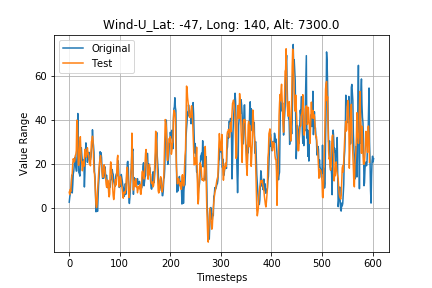 Wind-U_Lat: -47, Long: 140, Alt: 7300.0
Original
Test
Value Range
60
40
20
0
0 100 200 300 400 500 600
Timesteps